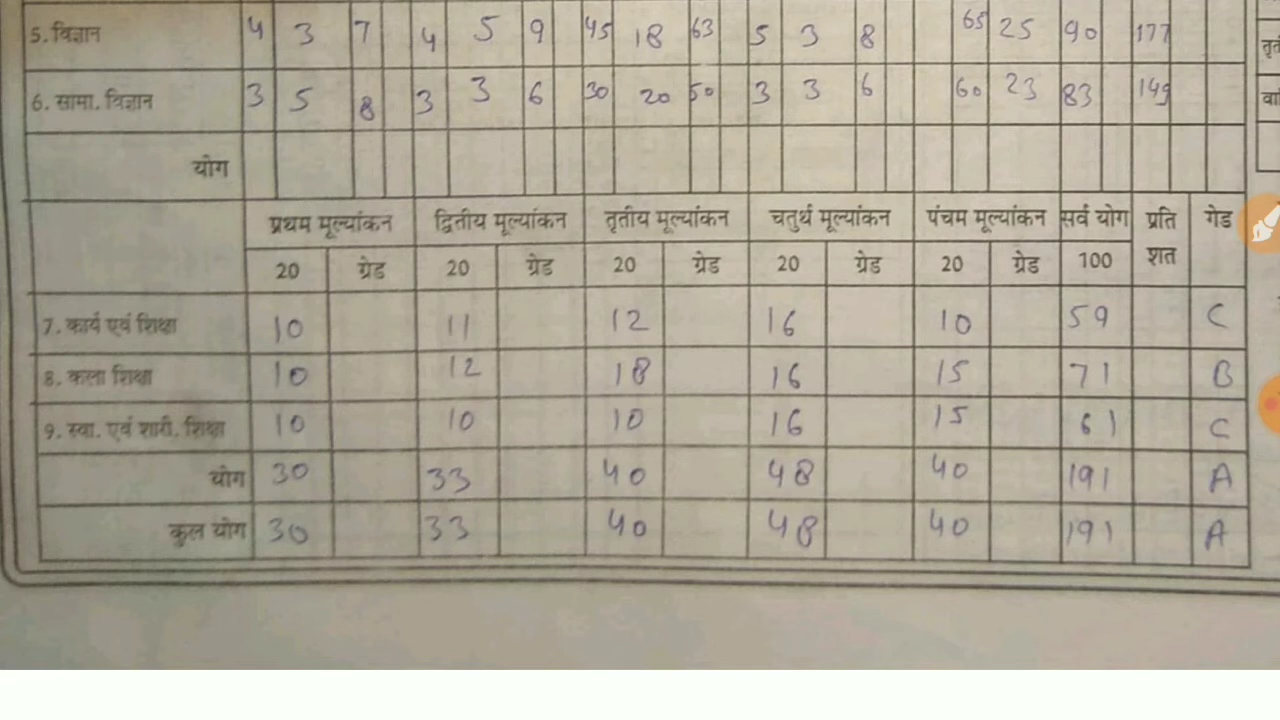 5. विज्ञान 4 3 7 4 5 9 45 18 63 5 3 8 65 25 90 177
6. सामा. विज्ञान 3 5 8 3 3 6 30 20 50 3 3 6 60 23 83 149
योग
प्रथम मूल्यांकन द्वितीय मूल्यांकन तृतीय मूल्यांकन चतुर्थ मूल्यांकन पंचम मूल्यांकन सर्व योग प्रति शत गेड
20 ग्रेड 20 ग्रेड 20 ग्रेड 20 ग्रेड 20 ग्रेड 100
7. कार्य एवं शिक्षा 10 11 12 16 10 59 C
8. कला शिक्षा 10 12 18 16 15 71 B
9. स्वा. एवं शारी. शिक्षा 10 10 10 16 15 61 C
योग 30 33 40 48 40 191 A
कुल योग 30 33 40 48 40 191 A